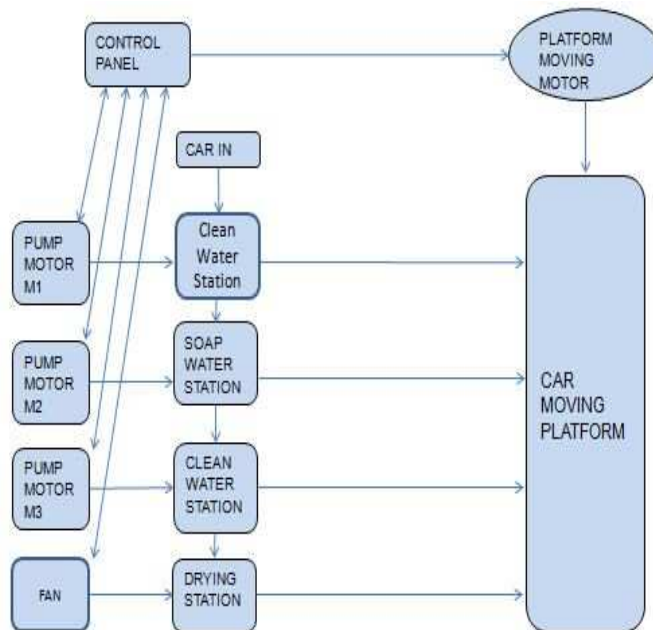 CONTROL
PANEL
PLATFORM
MOVING
MOTOR
CAR IN
PUMP
MOTOR
M1
Clean
Water
Station
PUMP
MOTOR
M2
SOAP
WATER
STATION
CAR
MOVING
PLATFORM
PUMP
MOTOR
M3
CLEAN
WATER
STATION
FAN
DRYING
STATION